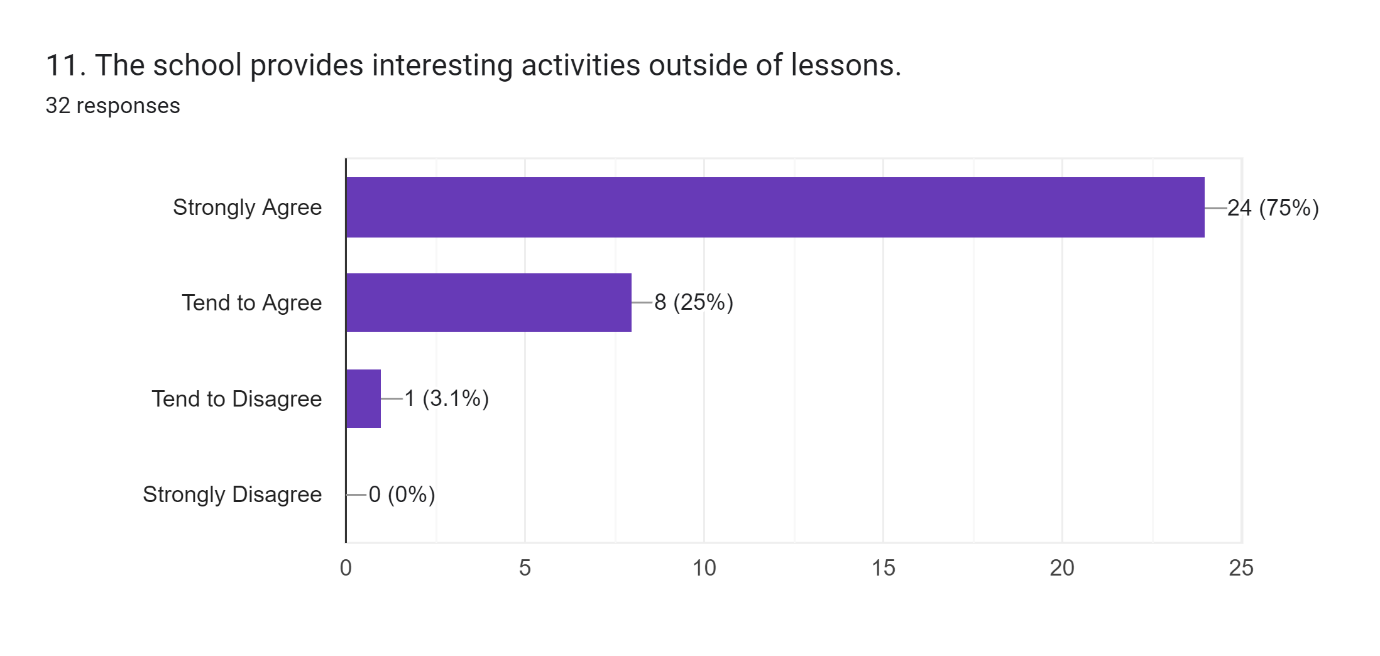 11. The school provides interesting activities outside of lessons.
32 responses
Strongly Agree
24 (75%)
Tend to Agree
8 (25%)
Tend to Disagree
1 (3.1%)
Strongly Disagree
0 (0%)
0 5 10 15 20 25